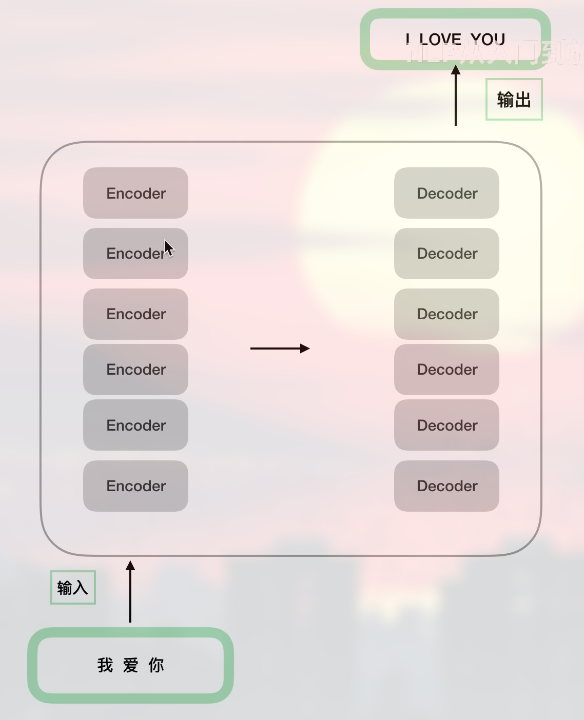 I LOVE YOU
输出
Encoder
Decoder
Encoder
Decoder
Encoder
Decoder
Encoder
Decoder
Encoder
Decoder
Encoder
Decoder
输入
我 爱 你